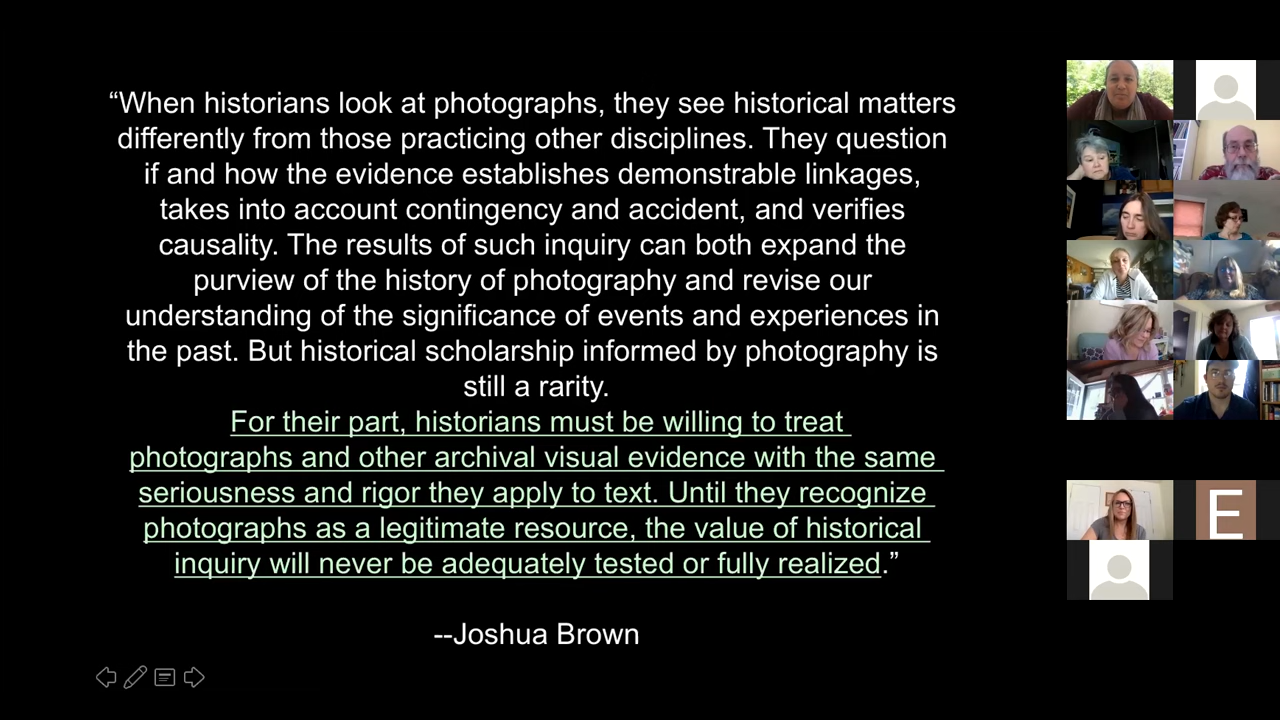 “When historians look at photographs, they see historical matters
differently from those practicing other disciplines. They question
if and how the evidence establishes demonstrable linkages,
takes into account contingency and accident, and verifies
causality. The results of such inquiry can both expand the
purview of the history of photography and revise our
understanding of the significance of events and experiences in
the past. But historical scholarship informed by photography is
still a rarity.
For their part, historians must be willing to treat
photographs and other archival visual evidence with the same
seriousness and rigor they apply to text. Until they recognize
photographs as a legitimate resource, the value of historical
inquiry will never be adequately tested or fully realized.”
--Joshua Brown
E